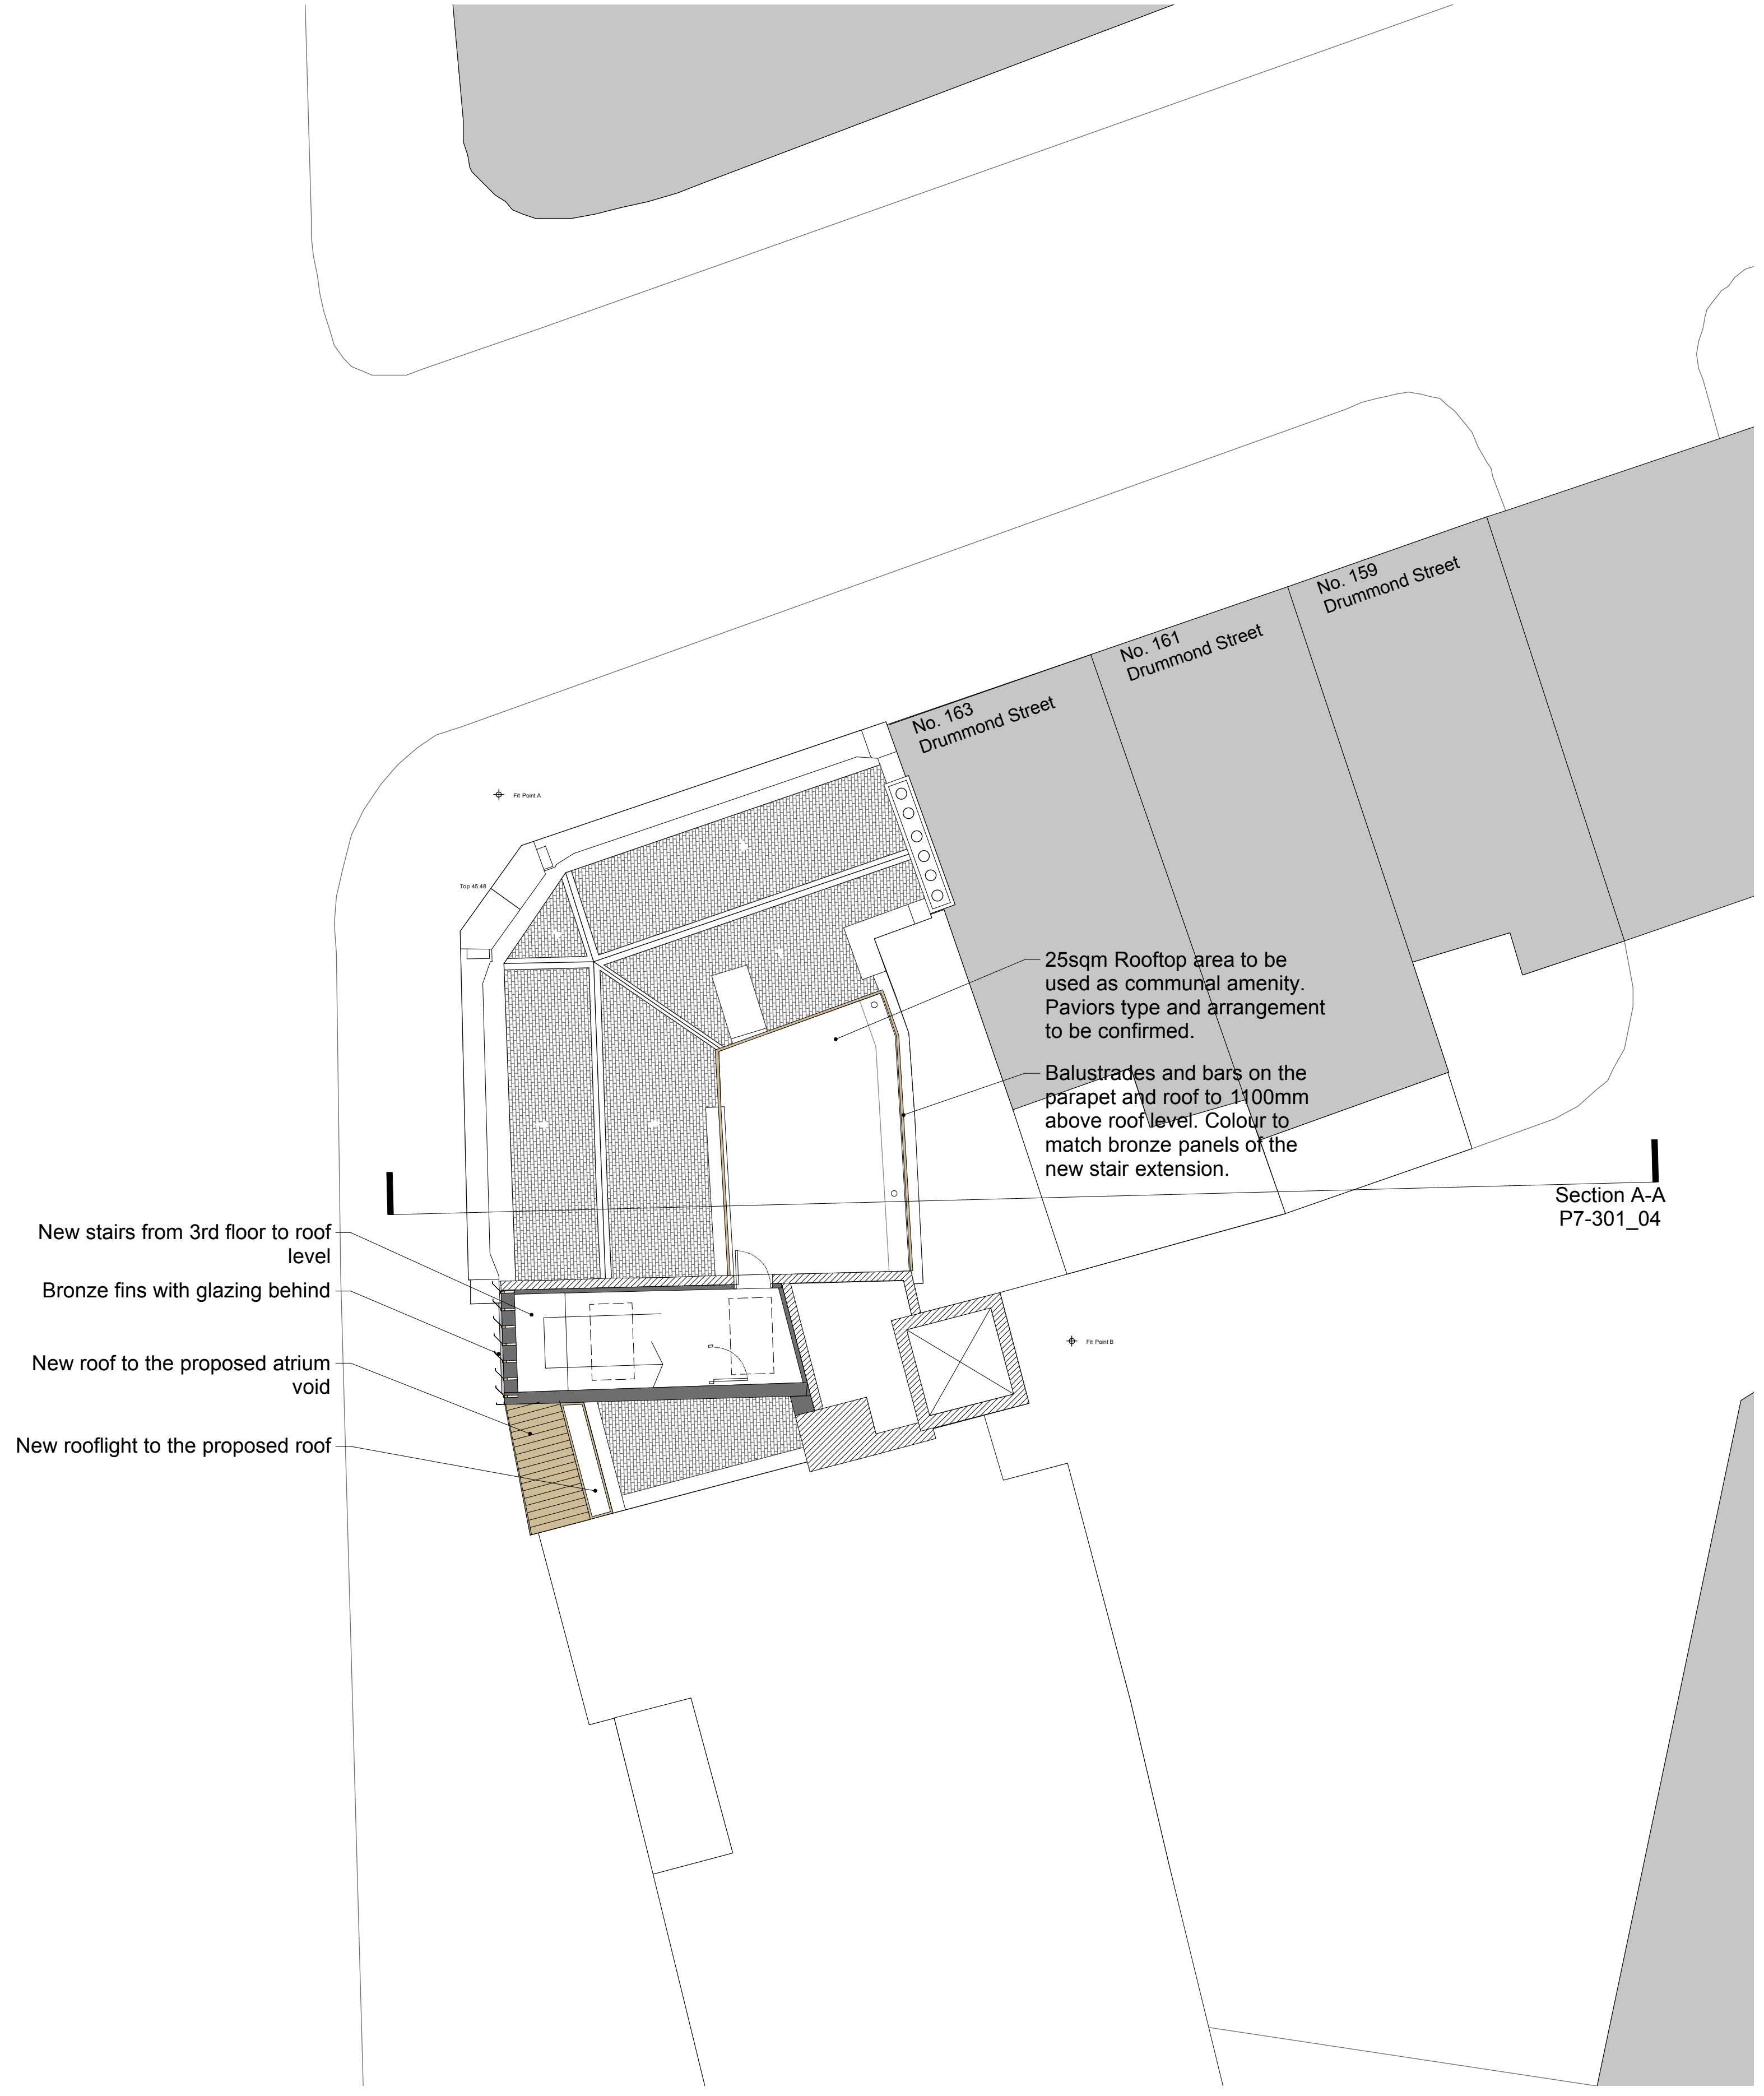 No. 159
Drummond Street
No. 161
Drummond Street
No. 163
Drummond Street
Fit Point A
Top 45.48
25sqm Rooftop area to be
used as communal amenity.
Paviors type and arrangement
to be confirmed.
Balustrades and bars on the
parapet and roof to 1100mm
above roof level. Colour to
match bronze panels of the
new stair extension.
Section A-A
P7-301_04
New stairs from 3rd floor to roof
level
Bronze fins with glazing behind
Fit Point B
New roof to the proposed atrium
void
New rooflight to the proposed roof